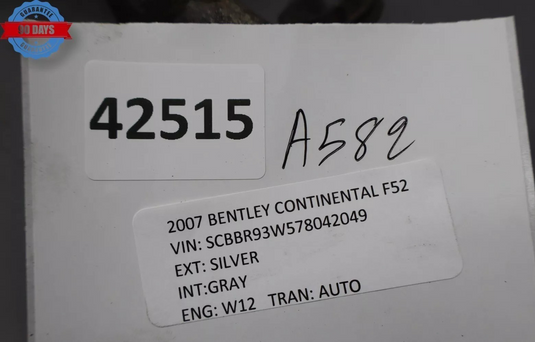 GUARANTEE
30 DAYS
42515
A582
2007 BENTLEY CONTINENTAL F52
VIN: SCBBR93W578042049
EXT: SILVER
INT:GRAY
ENG: W12 TRAN: AUTO